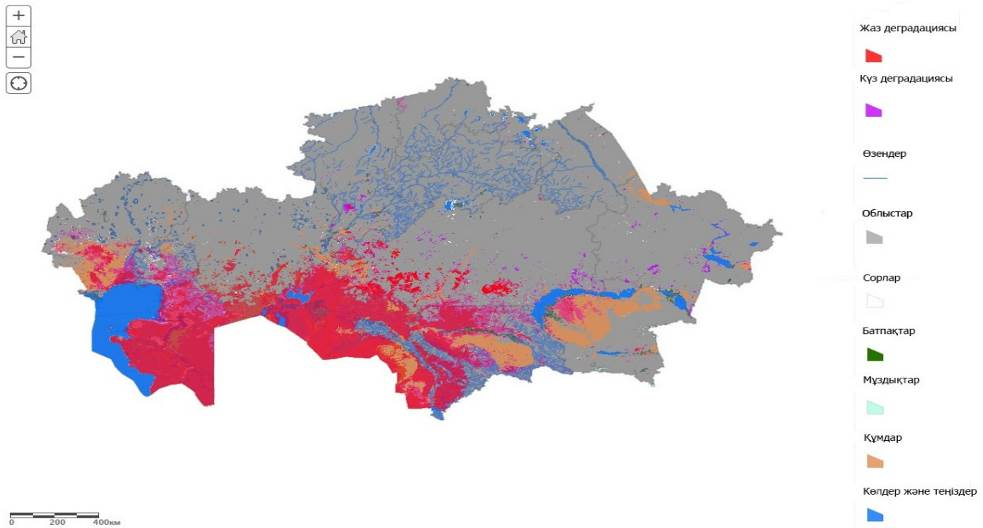 Жаз деградациясы
Күз деградациясы
Өзендер
Облыстар
Сорлар
Батпақтар
Мұздықтар
Құмдар
Көлдер және теңіздер
0 200 400км